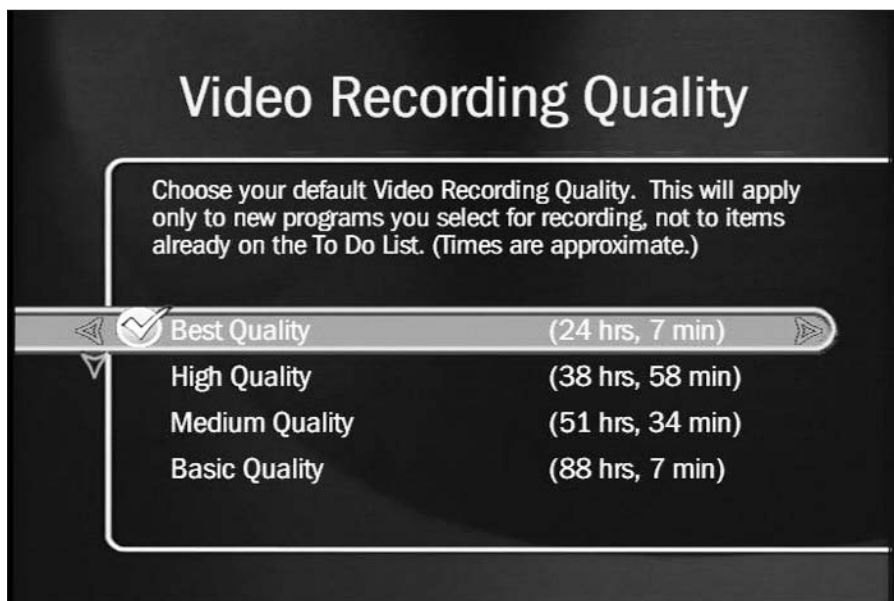 Video Recording Quality
Choose your default Video Recording Quality. This will apply
only to new programs you select for recording, not to items
already on the To Do List. (Times are approximate.)
Best Quality (24 hrs, 7 min)
High Quality (38 hrs, 58 min)
Medium Quality (51 hrs, 34 min)
Basic Quality (88 hrs, 7 min)